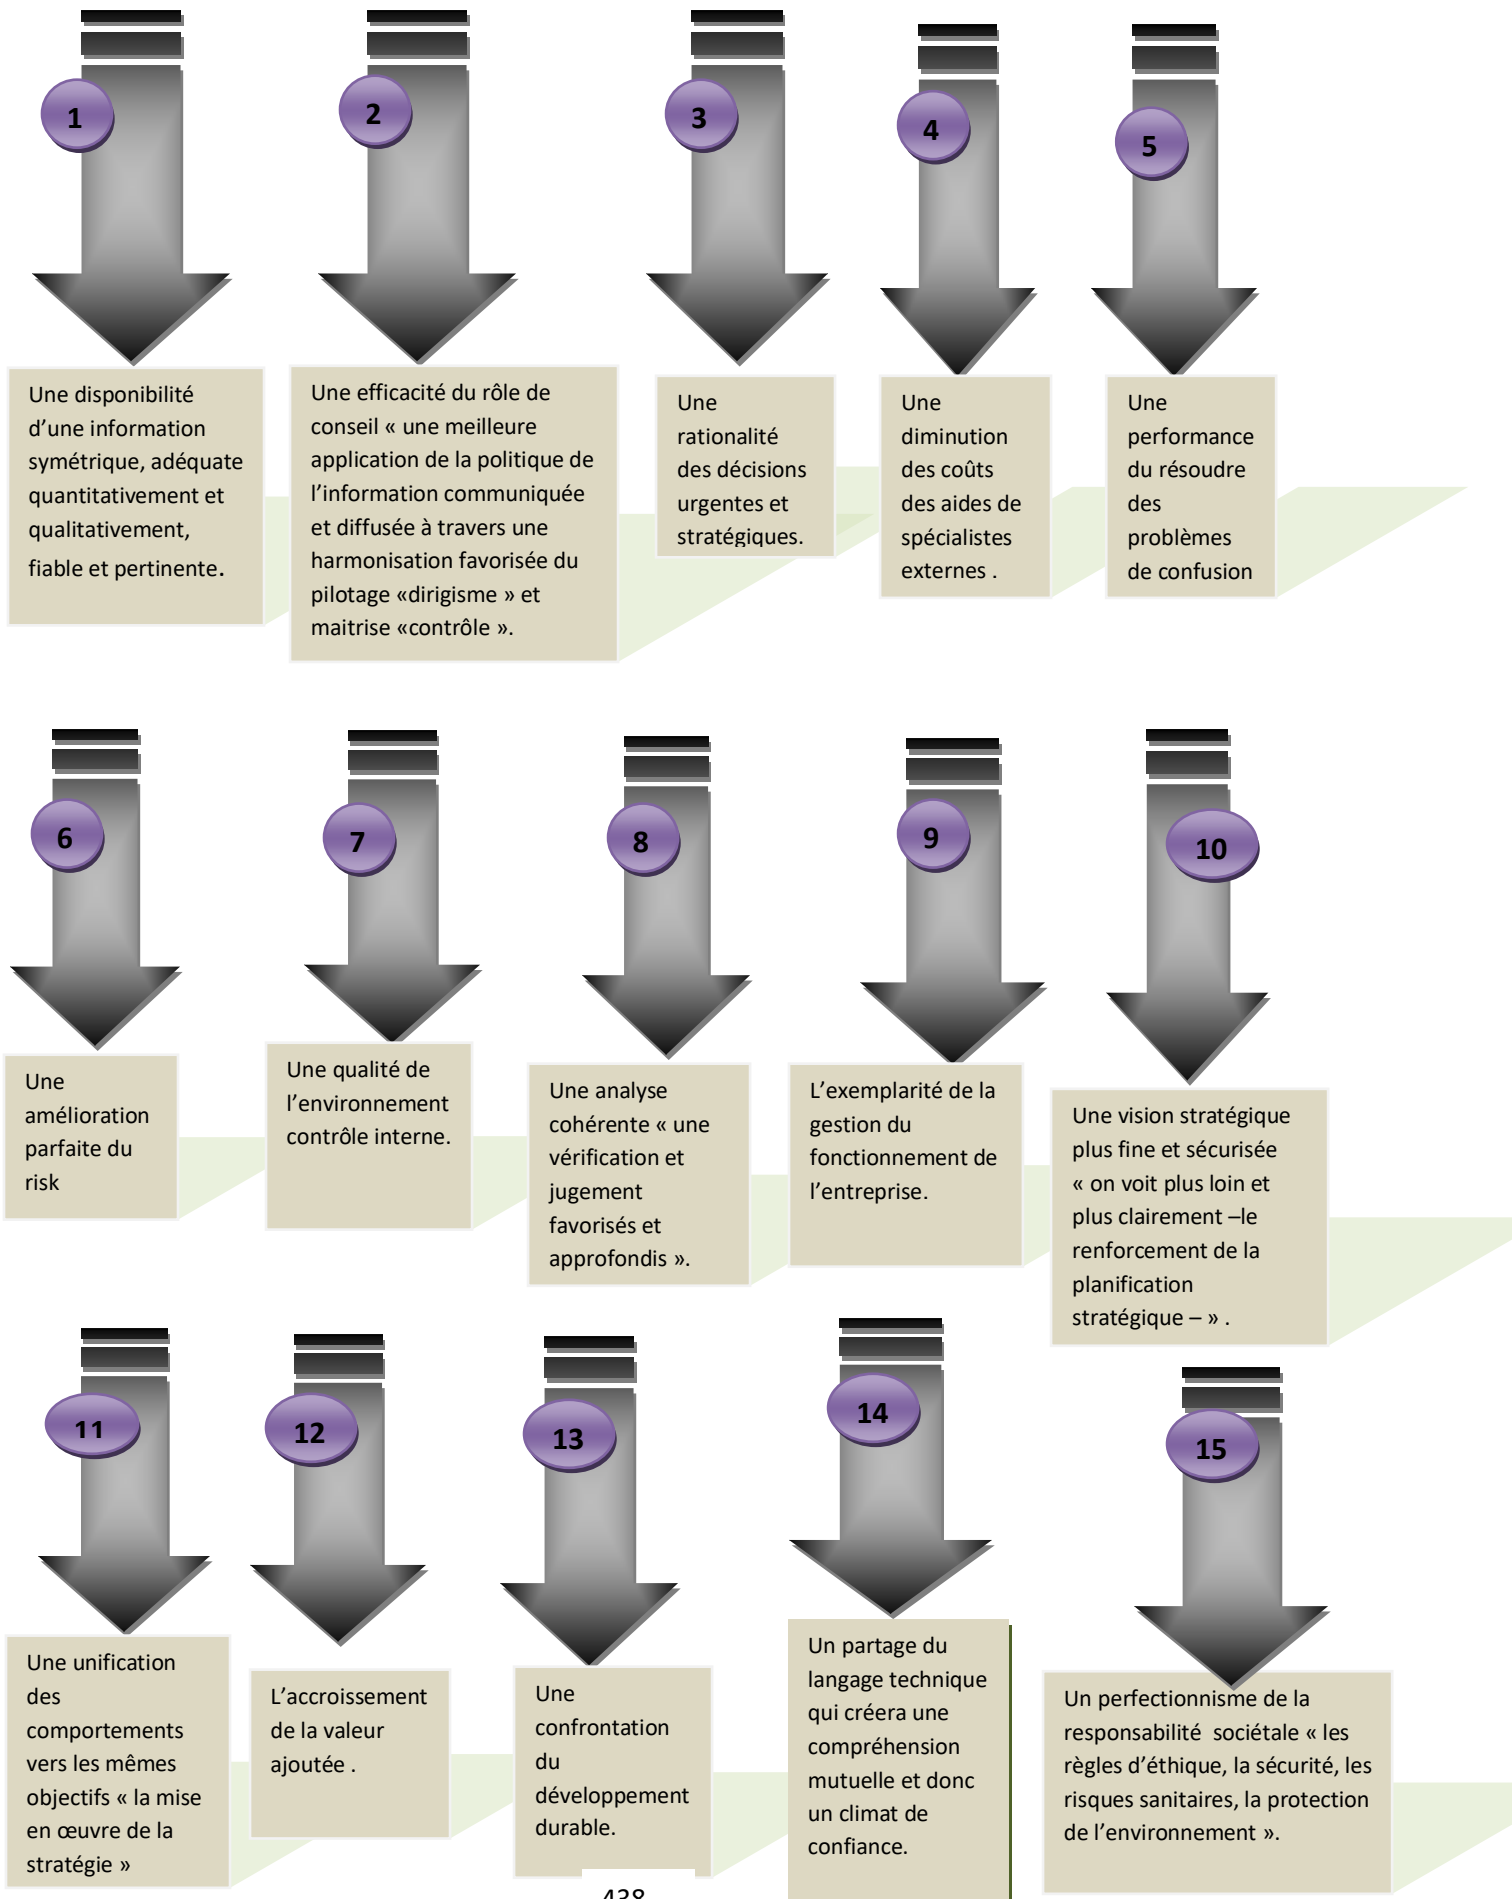 1
Une disponibilité
d’une information
symétrique, adéquate
quantitativement et
qualitativement,
fiable et pertinente.
2
Une efficacité du rôle de
conseil « une meilleure
application de la politique de
l’information communiquée
et diffusée à travers une
harmonisation favorisée du
pilotage «dirigisme » et
maitrise «contrôle ».
3
Une
rationalité
des décisions
urgentes et
stratégiques.
4
Une
diminution
des coûts
des aides de
spécialistes
externes .
5
Une
performance
du résoudre
des
problèmes
de confusion
6
Une
amélioration
parfaite du
risk
7
Une qualité de
l’environnement
contrôle interne.
8
Une analyse
cohérente « une
vérification et
jugement
favorisés et
approfondis ».
9
L’exemplarité de la
gestion du
fonctionnement de
l’entreprise.
10
Une vision stratégique
plus fine et sécurisée
« on voit plus loin et
plus clairement –le
renforcement de la
planification
stratégique – » .
11
Une unification
des
comportements
vers les mêmes
objectifs « la mise
en œuvre de la
stratégie »
12
L’accroissement
de la valeur
ajoutée .
13
Une
confrontation
du
développement
durable.
14
Un partage du
langage technique
qui créera une
compréhension
mutuelle et donc
un climat de
confiance.
15
Un perfectionnisme de la
responsabilité  sociétale « les
règles d’éthique, la sécurité, les
risques sanitaires, la protection
de l’environnement ».
438